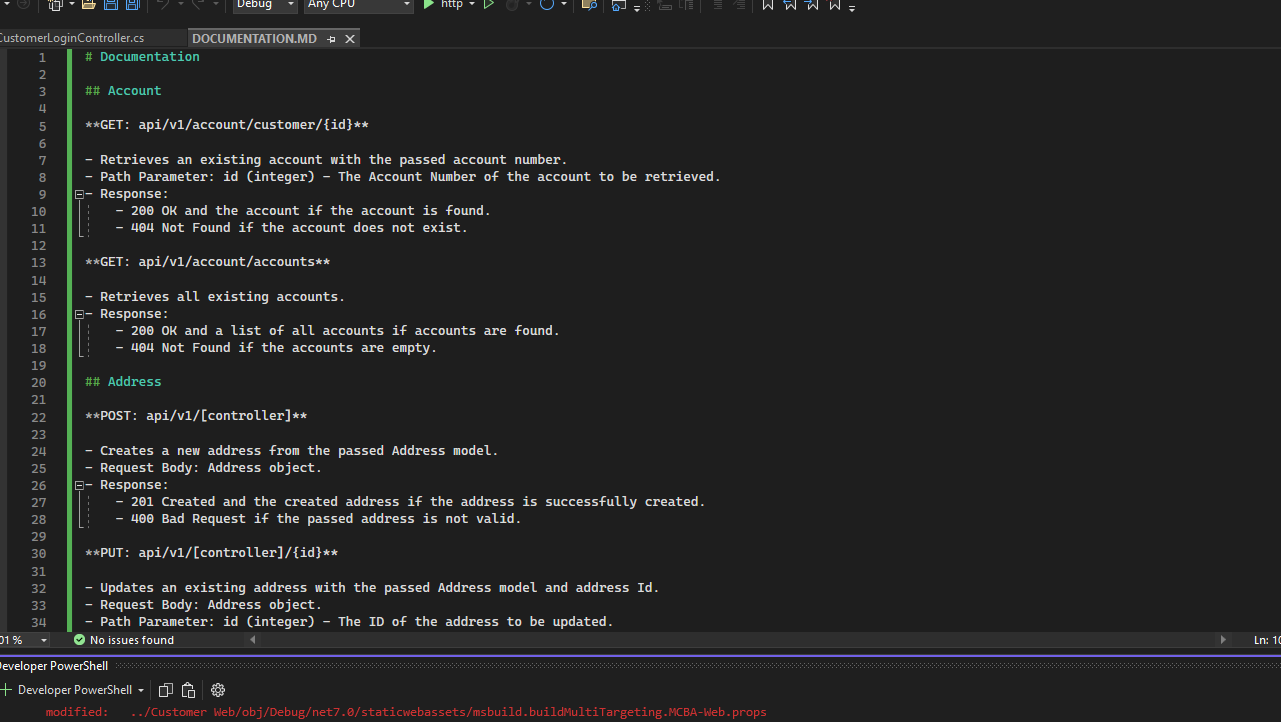 Debug Any CPU http
CustomerLoginController.cs DOCUMENTATION.MD
1 # Documentation
2
3 ## Account
4
5 **GET: api/v1/account/customer/{id}**
6
7 - Retrieves an existing account with the passed account number.
8 - Path Parameter: id (integer) - The Account Number of the account to be retrieved.
9 - Response:
10 - 200 OK and the account if the account is found.
11 - 404 Not Found if the account does not exist.
12
13 **GET: api/v1/account/accounts**
14
15 - Retrieves all existing accounts.
16 - Response:
17 - 200 OK and a list of all accounts if accounts are found.
18 - 404 Not Found if the accounts are empty.
19
20 ## Address
21
22 **POST: api/v1/[controller]**
23
24 - Creates a new address from the passed Address model.
25 - Request Body: Address object.
26 - Response:
27 - 201 Created and the created address if the address is successfully created.
28 - 400 Bad Request if the passed address is not valid.
29
30 **PUT: api/v1/[controller]/{id}**
31
32 - Updates an existing address with the passed Address model and address Id.
33 - Request Body: Address object.
34 - Path Parameter: id (integer) - The ID of the address to be updated.
01 % No issues found Ln: 10
Developer PowerShell
+ Developer PowerShell
modified: ../Customer Web/obj/Debug/net7.0/staticwebassets/msbuild.buildMultiTargeting.MCBA-Web.props